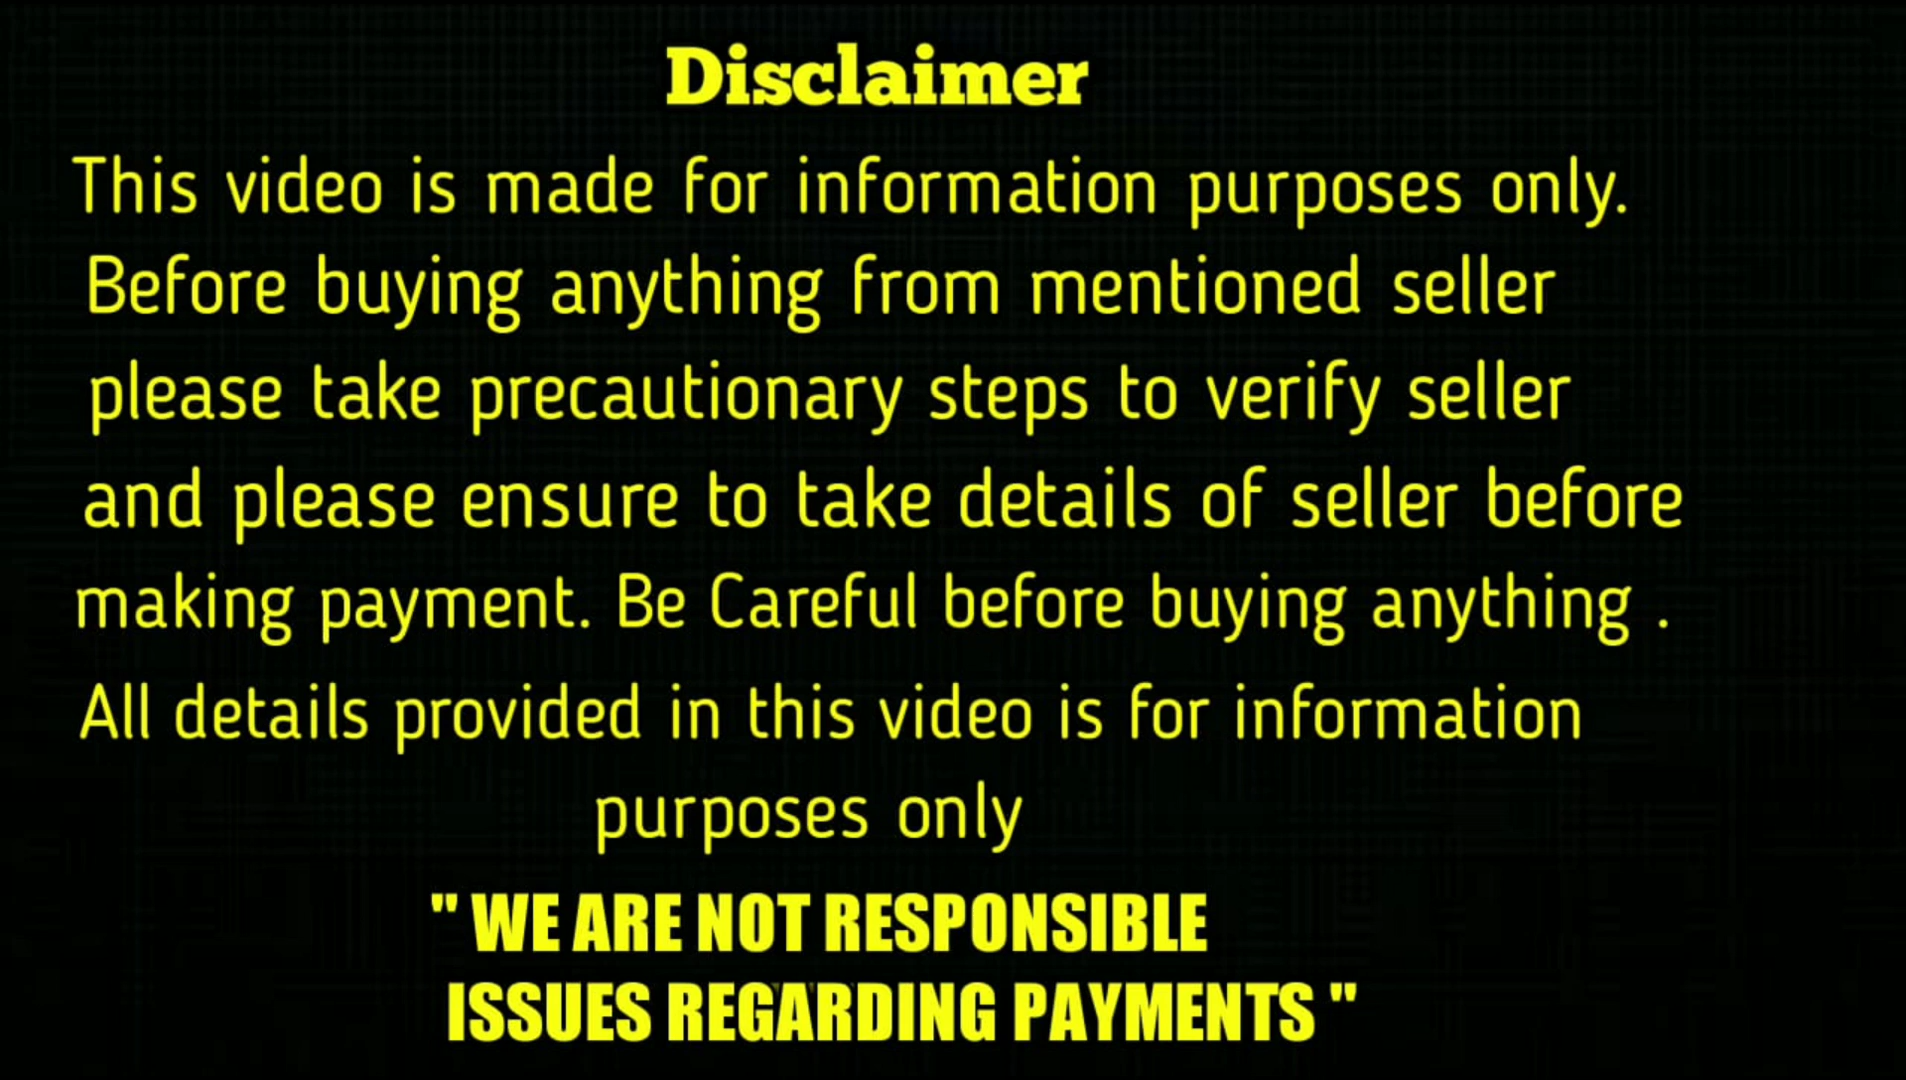 Disclaimer
This video is made for information purposes only.
Before buying anything from mentioned seller
please take precautionary steps to verify seller
and please ensure to take details of seller before
making payment. Be Careful before buying anything .
All details provided in this video is for information
purposes only
" WE ARE NOT RESPONSIBLE
ISSUES REGARDING PAYMENTS "